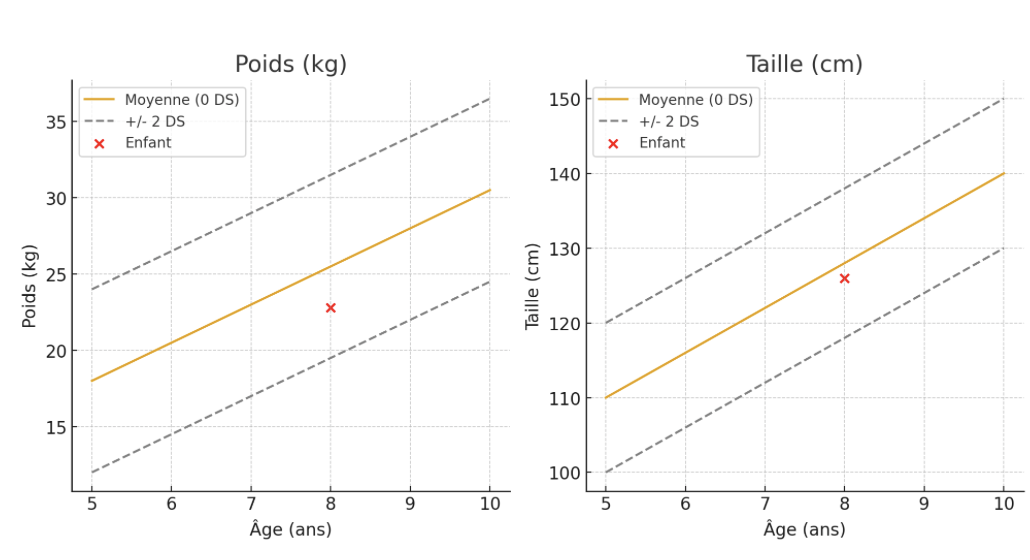 Poids (kg)
Moyenne (0 DS)
+/- 2 DS
Enfant
35
30
25
20
15
Poids (kg)
5 6 7 8 9 10
Âge (ans)
Taille (cm)
Moyenne (0 DS)
+/- 2 DS
Enfant
150
140
130
120
110
100
Taille (cm)
5 6 7 8 9 10
Âge (ans)